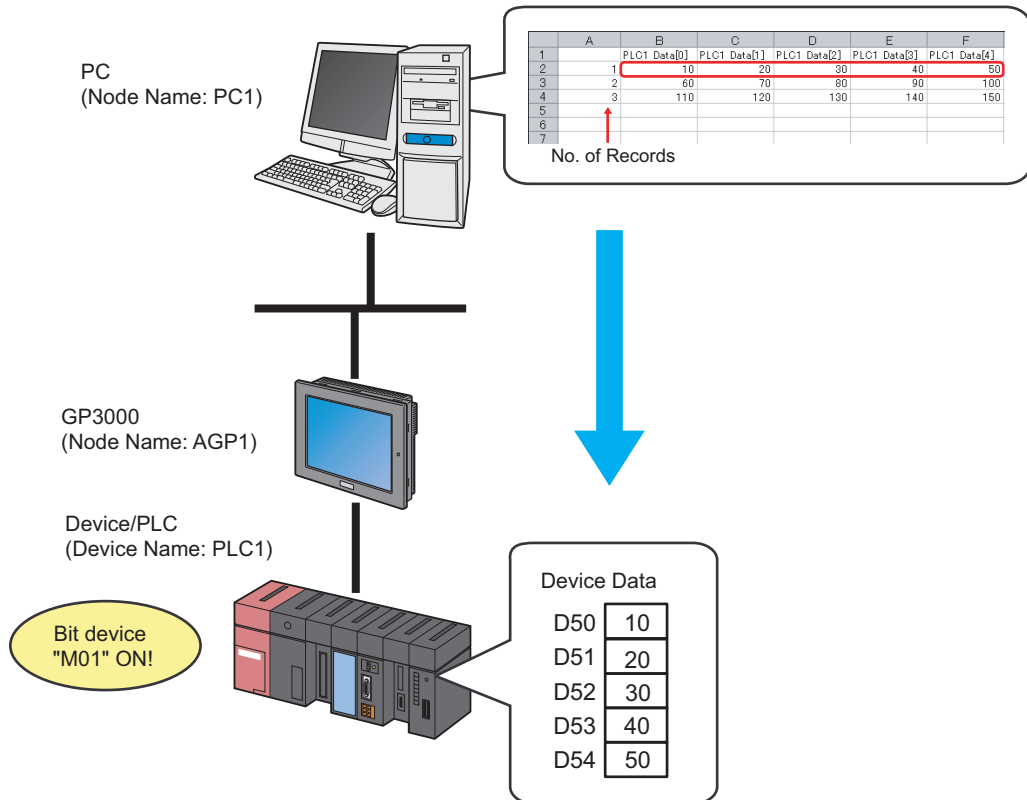 PC
(Node Name: PC1)
A B C D E F
1 PLC1 Data[0] PLC1 Data[1] PLC1 Data[2] PLC1 Data[3] PLC1 Data[4]
2 1 10 20 30 40 50
3 2 60 70 80 90 100
4 3 110 120 130 140 150
5
6
7
No. of Records
GP3000
(Node Name: AGP1)
Device/PLC
(Device Name: PLC1)
Bit device
"M01" ON!
Device Data
D50 10
D51 20
D52 30
D53 40
D54 50